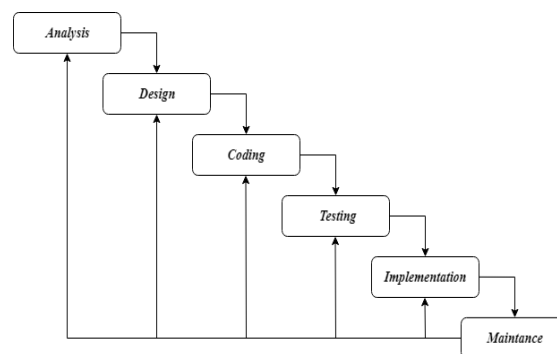 Analysis
Design
Coding
Testing
Implementation
Maintance